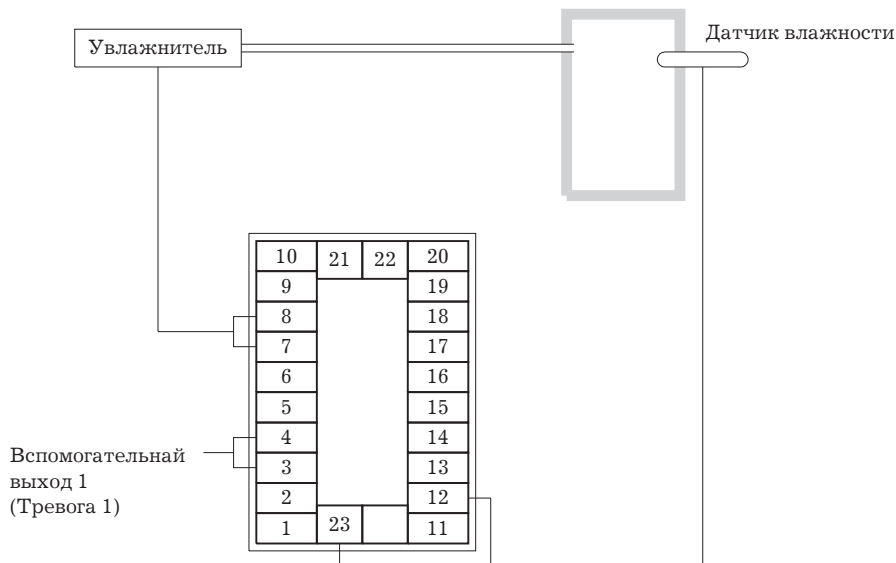 Увлажнитель
Датчик влажности
10 21 22 20
9 19
8 18
7 17
6 16
5 15
4 14
3 13
2 12
1 23 11
Вспомогательнай
выход 1
(Тревога 1)